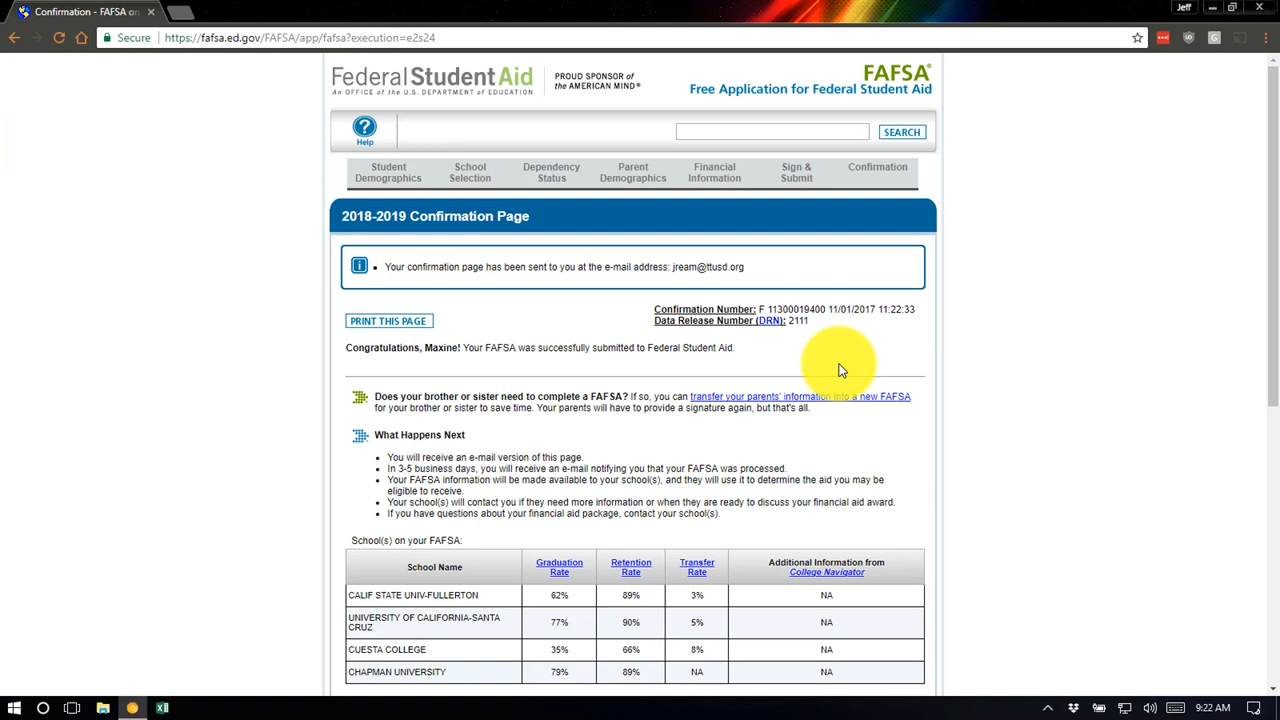 Confirmation - FAFSA on
Jeff
Secure
https://fafsa.ed.gov/FAFSA/app/fafsa?execution=e2s24
Federal Student Aid
An OFFICE of the U.S. DEPARTMENT of EDUCATION
PROUD SPONSOR of
the AMERICAN MIND®
FAFSA®
Free Application for Federal Student Aid
?
Help
SEARCH
Student
Demographics
School
Selection
Dependency
Status
Parent
Demographics
Financial
Information
Sign &
Submit
Confirmation
2018-2019 Confirmation Page
Your confirmation page has been sent to you at the e-mail address: jream@ttusd.org
Confirmation Number: F 11300019400 11/01/2017 11:22:33
Data Release Number (DRN): 2111
PRINT THIS PAGE
Congratulations, Maxine! Your FAFSA was successfully submitted to Federal Student Aid.
Does your brother or sister need to complete a FAFSA? If so, you can transfer your parents' information into a new FAFSA
for your brother or sister to save time. Your parents will have to provide a signature again, but that's all.
What Happens Next
You will receive an e-mail version of this page.
In 3-5 business days, you will receive an e-mail notifying you that your FAFSA was processed.
Your FAFSA information will be made available to your school(s), and they will use it to determine the aid you may be
eligible to receive.
Your school(s) will contact you if they need more information or when they are ready to discuss your financial aid award.
If you have questions about your financial aid package, contact your school(s).
School(s) on your FAFSA:
School Name
Graduation
Rate
Retention
Rate
Transfer
Rate
Additional Information from
College Navigator
CALIF STATE UNIV-FULLERTON 62% 89% 3% NA
UNIVERSITY OF CALIFORNIA-SANTA
CRUZ 77% 90% 5% NA
CUESTA COLLEGE 35% 66% 8% NA
CHAPMAN UNIVERSITY 79% 89% NA NA
9:22 AM